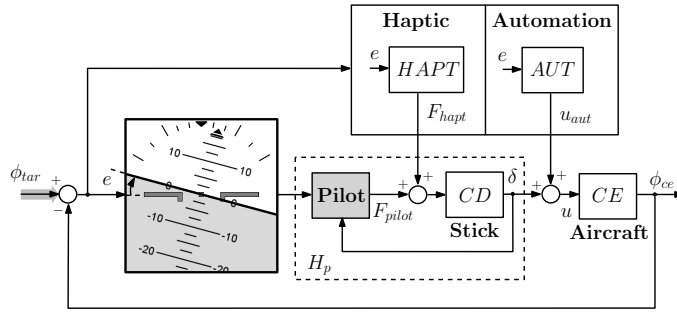 Haptic
Automation
e
HAPT
e
AUT
F_hapt
u_aut
ϕ_tar
+
−
e
10
10
0
0
-10
-10
-20
-20
Pilot
F_pilot
+
+
CD
Stick
δ
H_p
+
+
u
CE
Aircraft
ϕ_ce